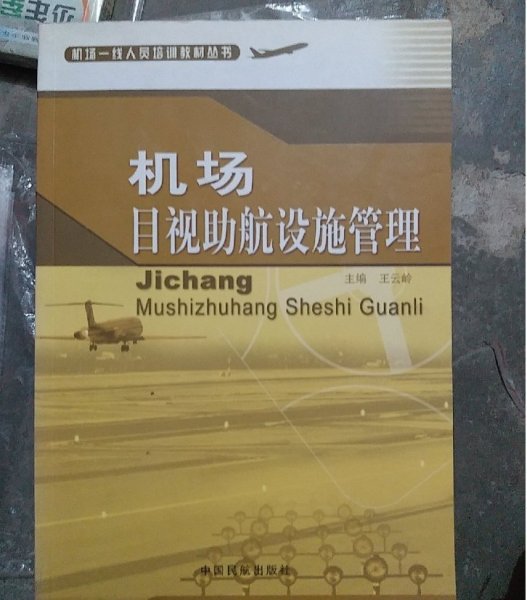 机场一线人员培训教材丛书
机场
目视助航设施管理
Jichang
主编 王云岭
Mushizhuhang Sheshi Guanli
中国民航出版社